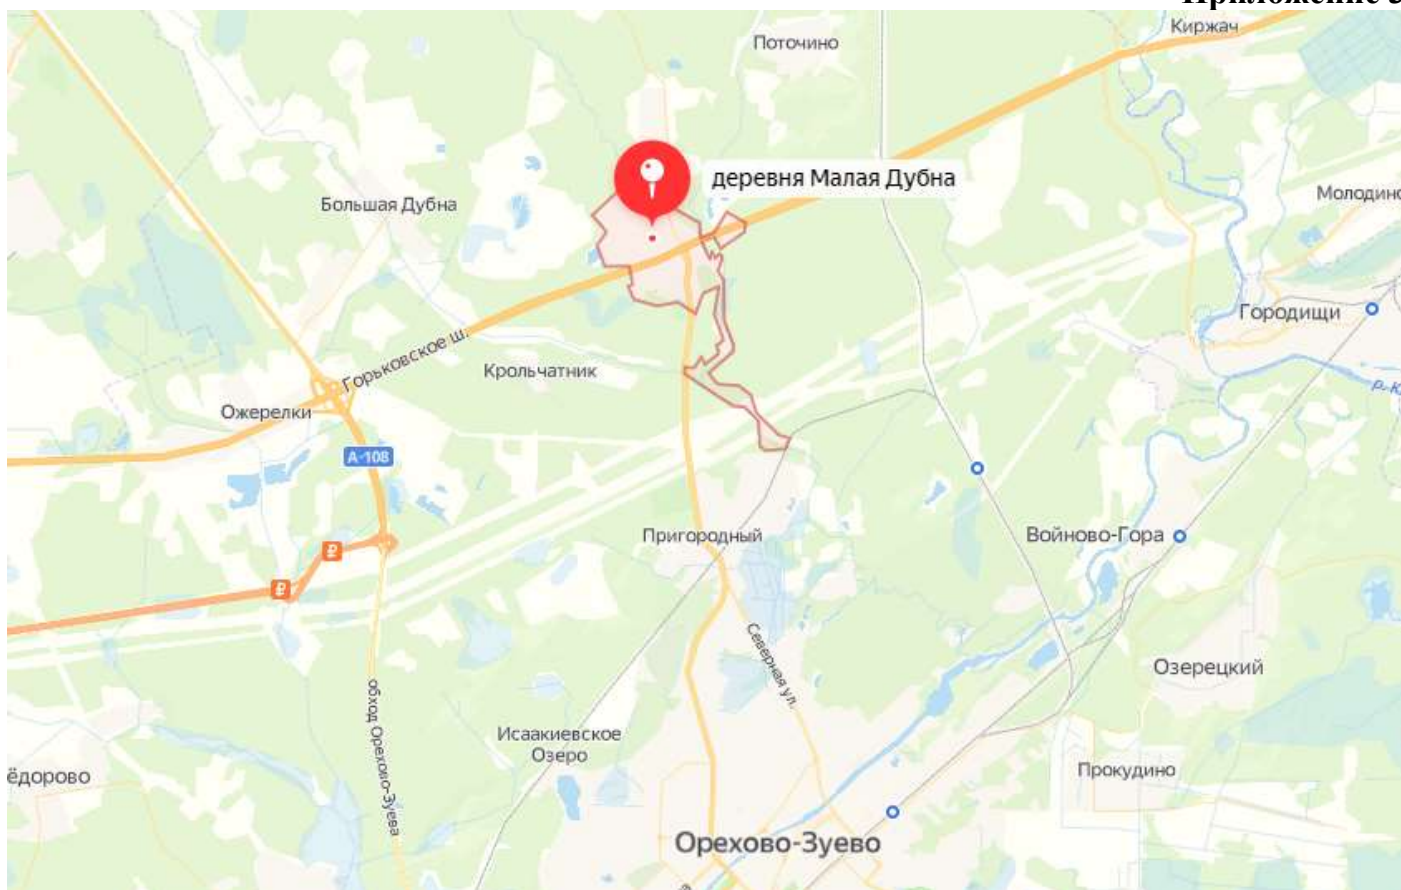 Приложение
Киржач
Поточино
деревня Малая Дубна
Молодино
Большая Дубна
Городищи
Горьковское ш.
Крольчатник
р. К
Ожерелки
А-108
Пригородный
Войново-Гора
₽
₽
Северная ул.
Озерецкий
обход Орехово-Зуева
Исаакиевское
Озеро
Прокудино
ёдорово
Орехово-Зуево